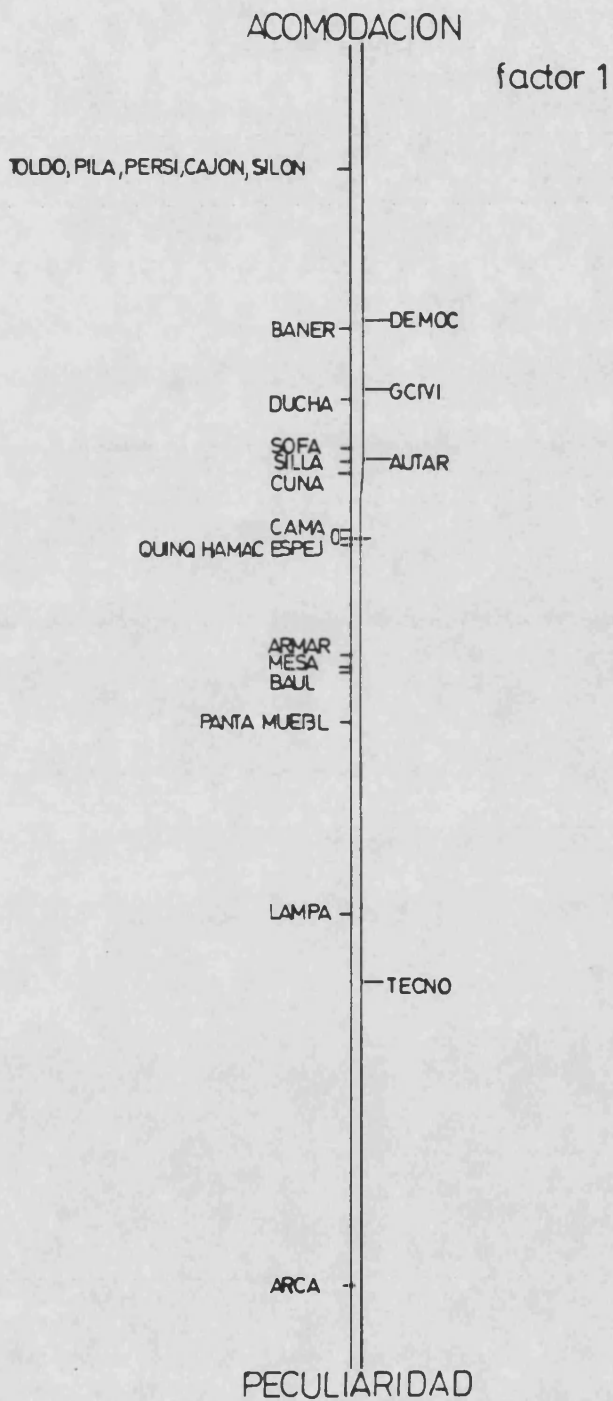 ACOMODACION
factor 1
TOLDO, PILA, PERSI, CAJON, SILON
DEMOC
BANER
GCIVI
DUCHA
SOFA
SILLA
AUTAR
CUNA
CAMA
0
QUINQ HAMAC ESPEJ
ARMAR
MESA
BAUL
PANTA MUEBL
LAMPA
TECNO
ARCA
PECULIARIDAD